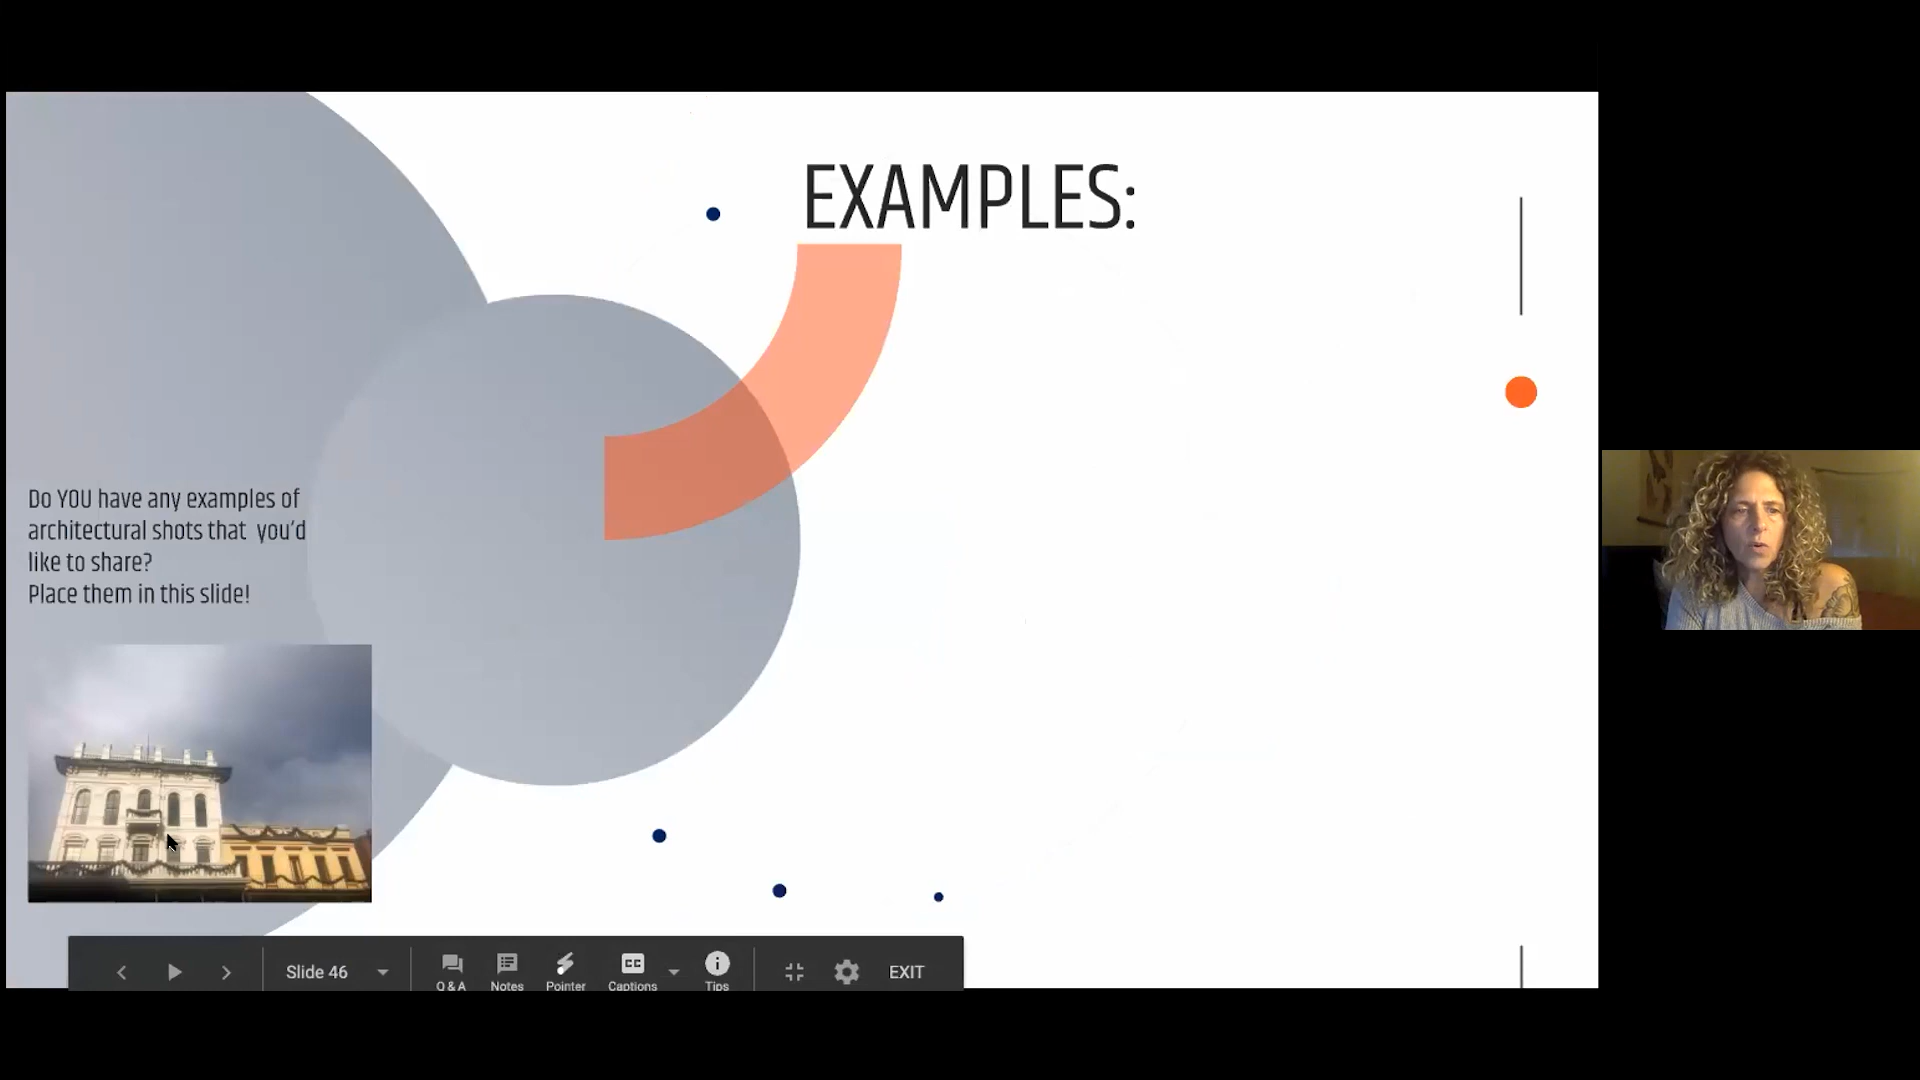 EXAMPLES:
Do YOU have any examples of
architectural shots that you'd
like to share?
Place them in this slide!
Slide 46
Q & A
Notes
Pointer
CC
Captions
Tips
EXIT